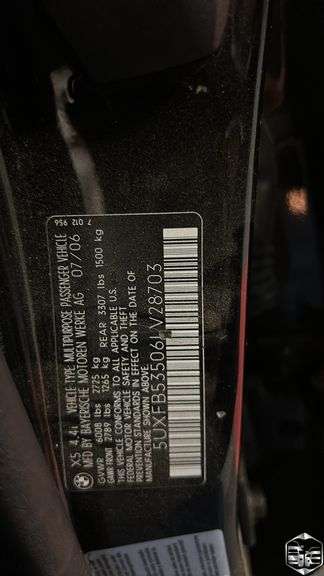 X5 4.4i VEHICLE-TYPE: MULTIPURPOSE PASSENGER VEHICLE
MFD BY BAYERISCHE MOTOREN WERKE AG 07/06
GVWR 6008 lbs 2725 kg
GAWR FRONT 2789 lbs 1265 kg REAR 3307 lbs 1500 kg
THIS VEHICLE CONFORMS TO ALL APPLICABLE U.S.
FEDERAL MOTOR VEHICLE SAFETY AND THEFT
PREVENTION STANDARDS IN EFFECT ON THE DATE
OF MANUFACTURE SHOWN ABOVE.
5UXFB53506LV28703
7 012 956